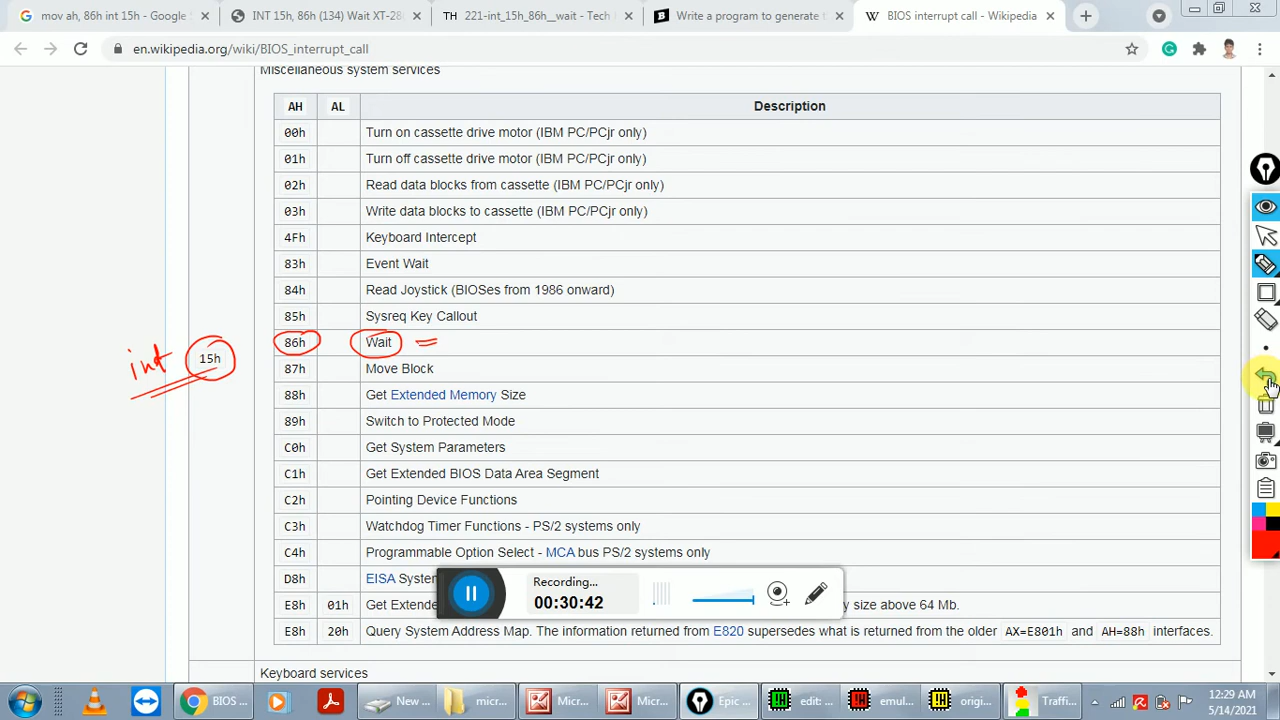 mov ah, 86h int 15h - Google S
INT 15h, 86h (134) Wait XT-28
TH 221-int_15h_86h_wait - Tech H
Write a program to generate t
W BIOS interrupt call - Wikipedia
en.wikipedia.org/wiki/BIOS_interrupt_call
Miscellaneous system services
AH AL Description
00h Turn on cassette drive motor (IBM PC/PCjr only)
01h Turn off cassette drive motor (IBM PC/PCjr only)
02h Read data blocks from cassette (IBM PC/PCjr only)
03h Write data blocks to cassette (IBM PC/PCjr only)
4Fh Keyboard Intercept
83h Event Wait
84h Read Joystick (BIOSes from 1986 onward)
85h Sysreq Key Callout
86h Wait =
int 15h
87h Move Block
88h Get Extended Memory Size
89h Switch to Protected Mode
C0h Get System Parameters
C1h Get Extended BIOS Data Area Segment
C2h Pointing Device Functions
C3h Watchdog Timer Functions - PS/2 systems only
C4h Programmable Option Select - MCA bus PS/2 systems only
D8h EISA System
E8h 01h Get Extende y size above 64 Mb.
E8h 20h Query System Address Map. The information returned from E820 supersedes what is returned from the older AX=E801h and AH=88h interfaces.
Keyboard services
Recording...
00:30:42
BIOS ... New ... micr... Micr... Micr... Epic ... edit: ... emul... origi... Traffi...
12:29 AM
5/14/2021